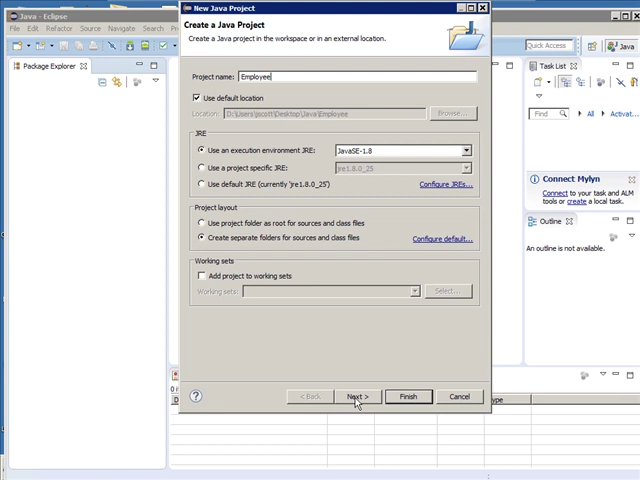 Java - Eclipse
File Edit Refactor Source Navigate Search Project
New Java Project
Create a Java Project
Create a Java project in the workspace or in an external location.
Quick Access
Java
Package Explorer
Project name: Employee
Use default location
Location: D:\Users\jscott\Desktop\Java\Employee Browse...
JRE
Use an execution environment JRE: JavaSE-1.8
Use a project specific JRE: jre1.8.0_25
Use default JRE (currently 'jre1.8.0_25') Configure JREs...
Project layout
Use project folder as root for sources and class files
Create separate folders for sources and class files Configure default...
Working sets
Add project to working sets
Working sets: Select...
? < Back Next > Finish Cancel
Task List
Find All Activat...
Connect Mylyn
Connect to your task and ALM
tools or create a local task.
Outline
An outline is not available.
0 i
D ype